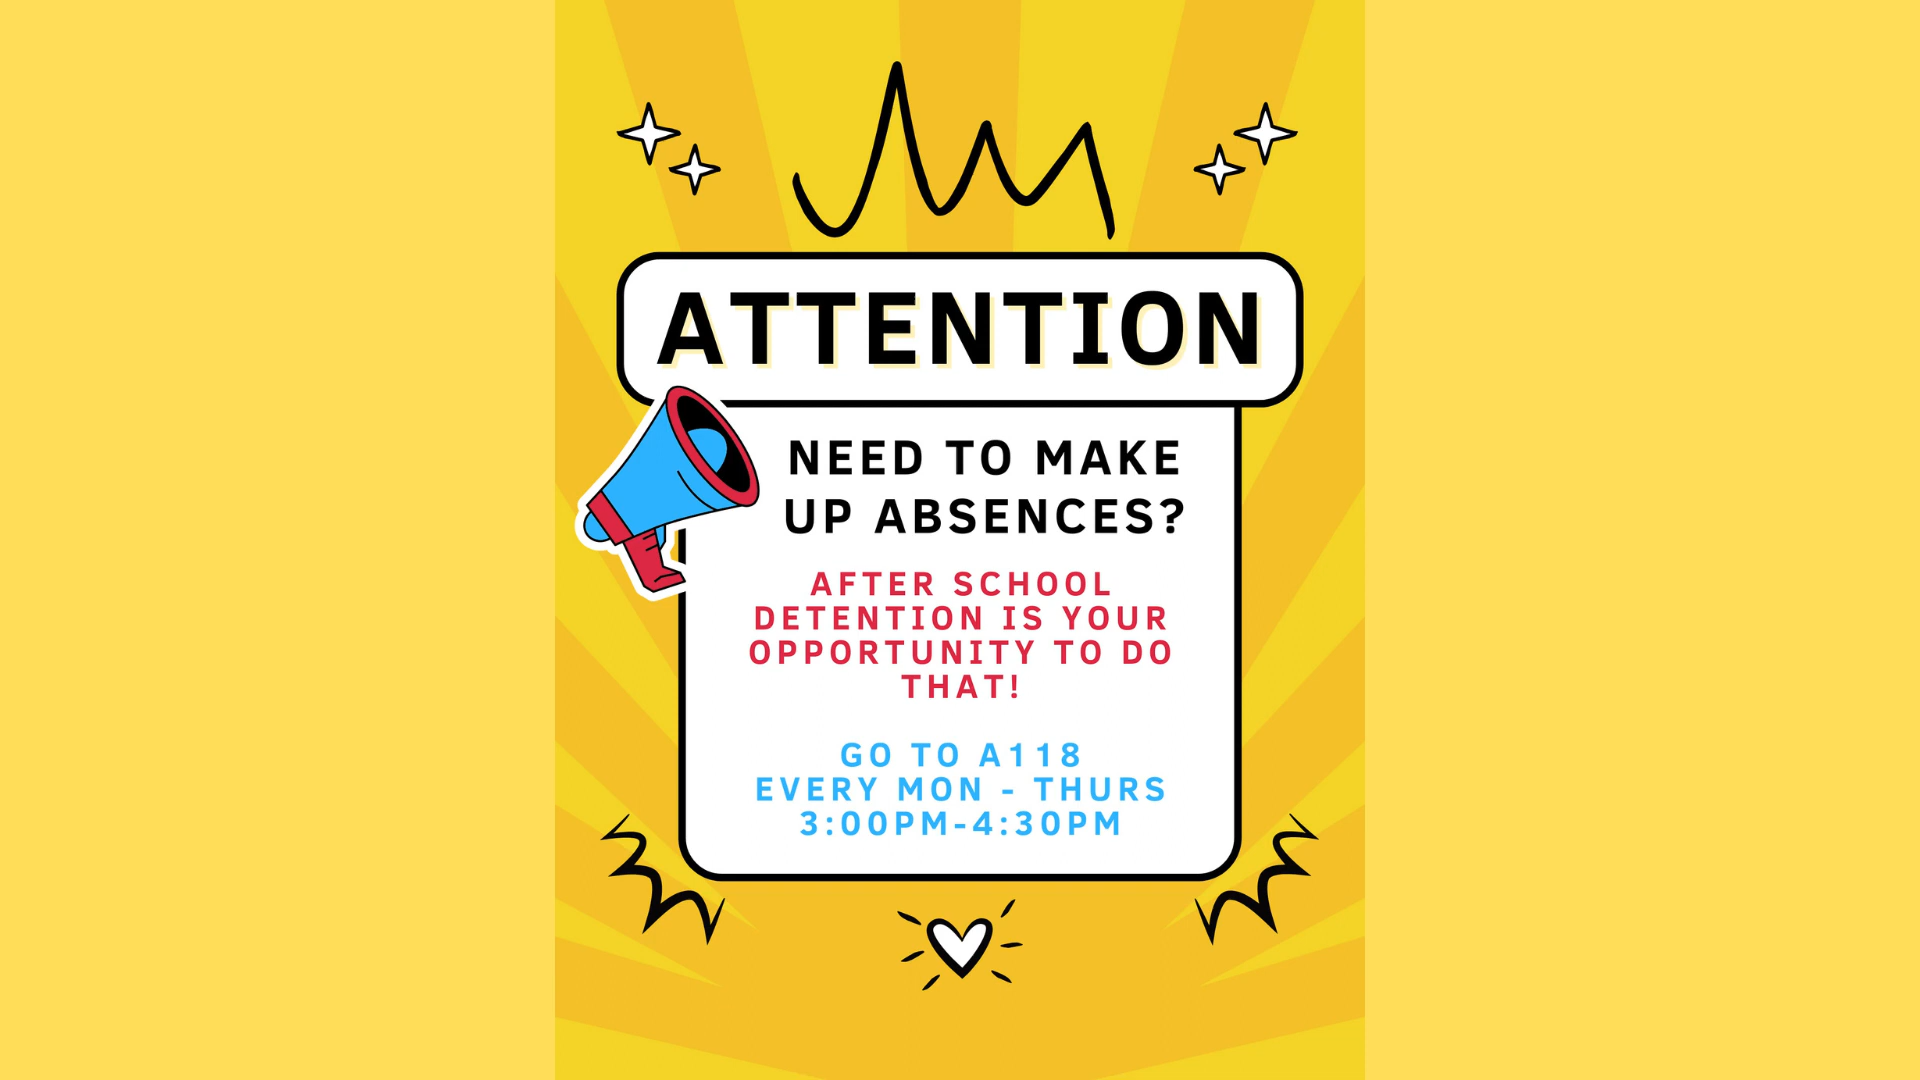 ATTENTION
NEED TO MAKE
UP ABSENCES?
AFTER SCHOOL
DETENTION IS YOUR
OPPORTUNITY TO DO
THAT!
GO TO A118
EVERY MON - THURS
3:00PM-4:30PM